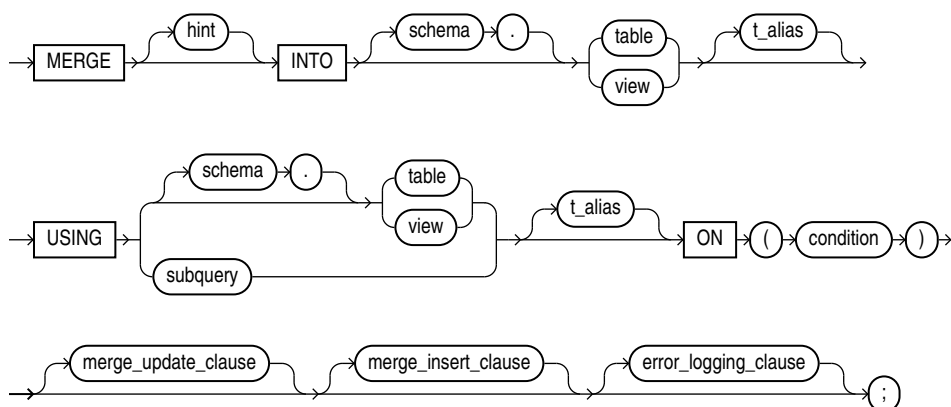 hint schema . table t_alias
MERGE INTO
view
schema . table
view t_alias
USING ON ( condition )
subquery
merge_update_clause merge_insert_clause error_logging_clause
;